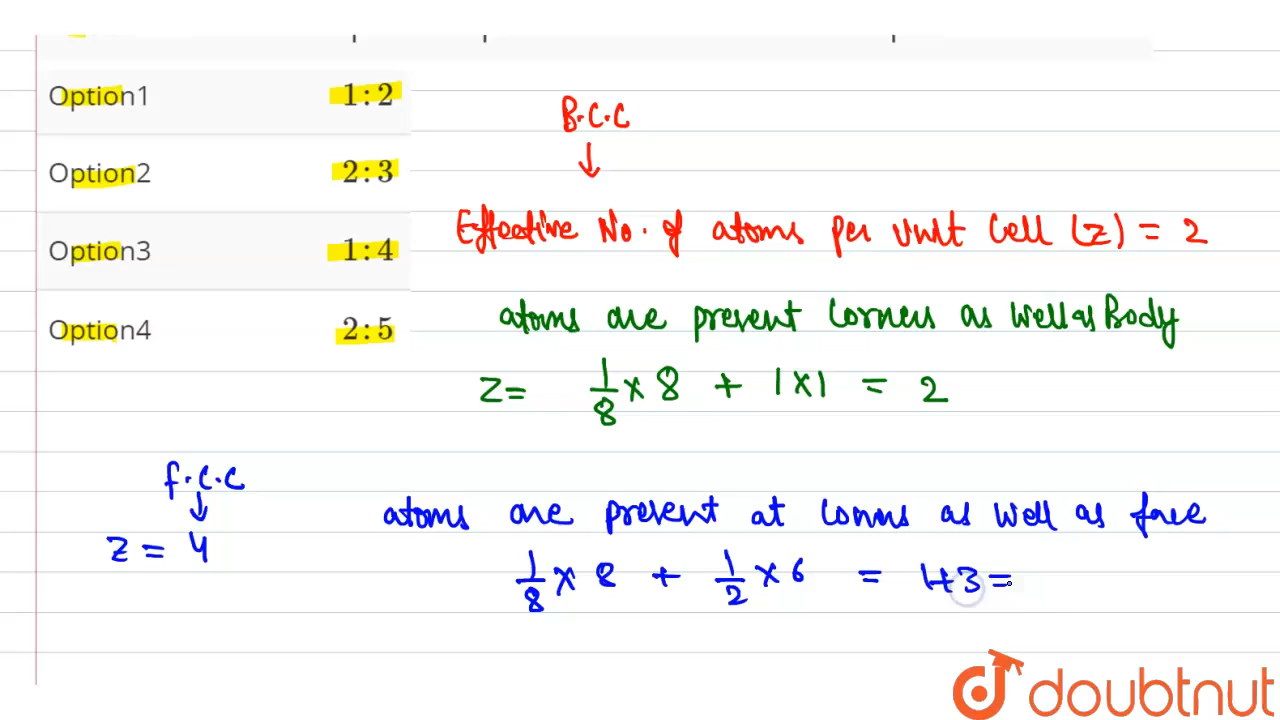 Option1 1:2
Option2 2:3
Option3 1:4
Option4 2:5
B.C.C
↓
Effective No. of atoms per Unit Cell (z) = 2
atoms are present Corners as well as Body
Z= 1/8 × 8 + 1×1 = 2
f.C.C
↓
z = 4
atoms are present at as well as face
1/8 × 8 + 1/2 × 6 = 1+3=
doubtnut